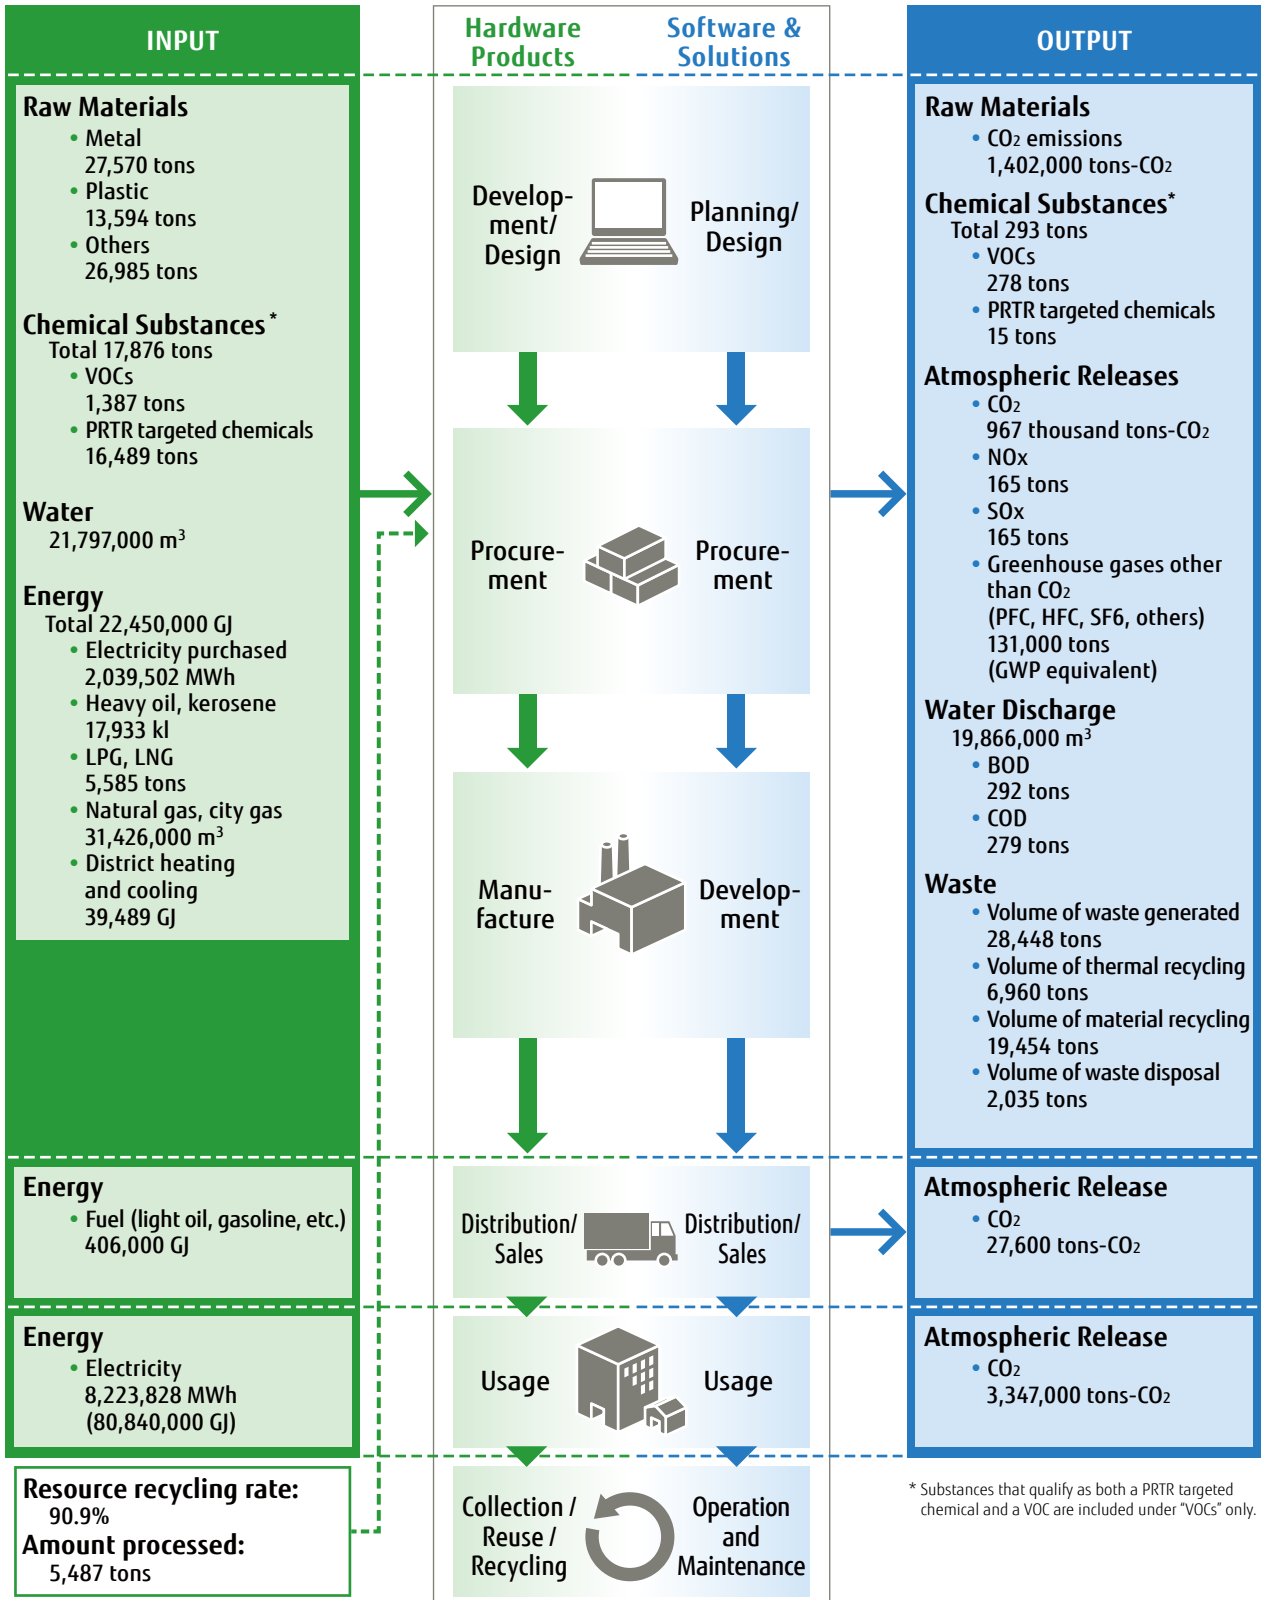 INPUT
Hardware
Products
Software &
Solutions
OUTPUT
Raw Materials
• Metal
27,570 tons
• Plastic
13,594 tons
• Others
26,985 tons
Chemical Substances*
Total 17,876 tons
• VOCs
1,387 tons
• PRTR targeted chemicals
16,489 tons
Water
21,797,000 m³
Energy
Total 22,450,000 GJ
• Electricity purchased
2,039,502 MWh
• Heavy oil, kerosene
17,933 kl
• LPG, LNG
5,585 tons
• Natural gas, city gas
31,426,000 m³
• District heating
and cooling
39,489 GJ
Energy
• Fuel (light oil, gasoline, etc.)
406,000 GJ
Energy
• Electricity
8,223,828 MWh
(80,840,000 GJ)
Resource recycling rate:
90.9%
Amount processed:
5,487 tons
Develop-
ment/
Design
Planning/
Design
Procure-
ment
Procure-
ment
Manu-
facture
Develop-
ment
Distribution/
Sales
Distribution/
Sales
Usage
Usage
Collection /
Reuse /
Recycling
Operation
and
Maintenance
Raw Materials
• CO2 emissions
1,402,000 tons-CO2
Chemical Substances*
Total 293 tons
• VOCs
278 tons
• PRTR targeted chemicals
15 tons
Atmospheric Releases
• CO2
967 thousand tons-CO2
• NOx
165 tons
• SOx
165 tons
• Greenhouse gases other
than CO2
(PFC, HFC, SF6, others)
131,000 tons
(GWP equivalent)
Water Discharge
19,866,000 m³
• BOD
292 tons
• COD
279 tons
Waste
• Volume of waste generated
28,448 tons
• Volume of thermal recycling
6,960 tons
• Volume of material recycling
19,454 tons
• Volume of waste disposal
2,035 tons
Atmospheric Release
• CO2
27,600 tons-CO2
Atmospheric Release
• CO2
3,347,000 tons-CO2
* Substances that qualify as both a PRTR targeted
chemical and a VOC are included under “VOCs” only.